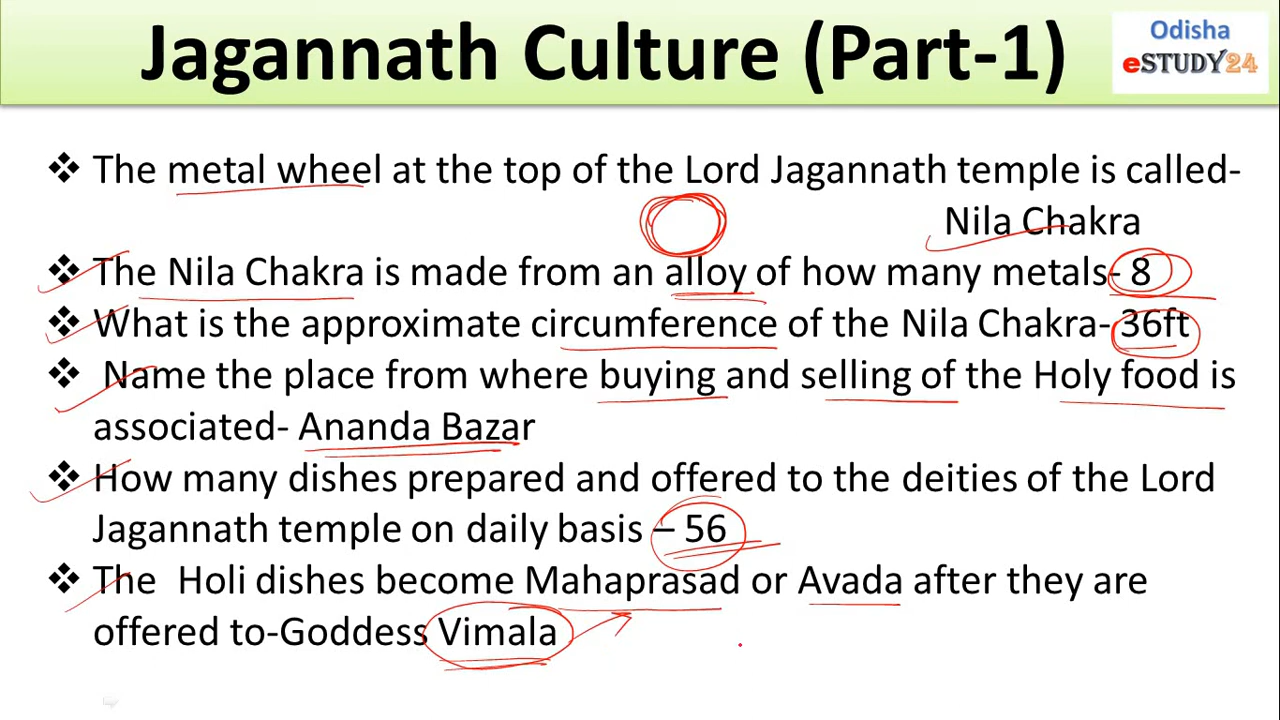 Jagannath Culture (Part-1)
Odisha
eSTUDY24
❖ The metal wheel at the top of the Lord Jagannath temple is called-
Nila Chakra
❖ The Nila Chakra is made from an alloy of how many metals- 8
❖ What is the approximate circumference of the Nila Chakra- 36ft
❖ Name the place from where buying and selling of the Holy food is
associated- Ananda Bazar
❖ How many dishes prepared and offered to the deities of the Lord
Jagannath temple on daily basis – 56
❖ The Holi dishes become Mahaprasad or Avada after they are
offered to-Goddess Vimala